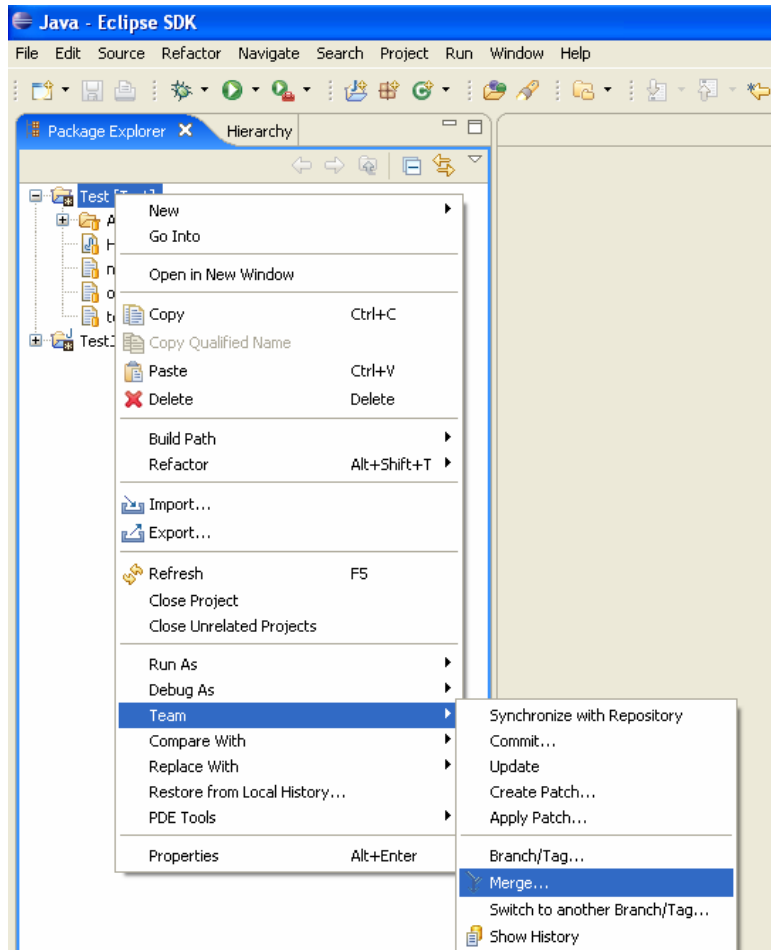 Java - Eclipse SDK
File Edit Source Refactor Navigate Search Project Run Window Help
Package Explorer Hierarchy
Test
New
Go Into
Open in New Window
Copy Ctrl+C
Copy Qualified Name
Paste Ctrl+V
Delete Delete
Build Path
Refactor Alt+Shift+T
Import...
Export...
Refresh F5
Close Project
Close Unrelated Projects
Run As
Debug As
Team
Compare With
Replace With
Restore from Local History...
PDE Tools
Properties Alt+Enter
Synchronize with Repository
Commit...
Update
Create Patch...
Apply Patch...
Branch/Tag...
Merge...
Switch to another Branch/Tag...
Show History